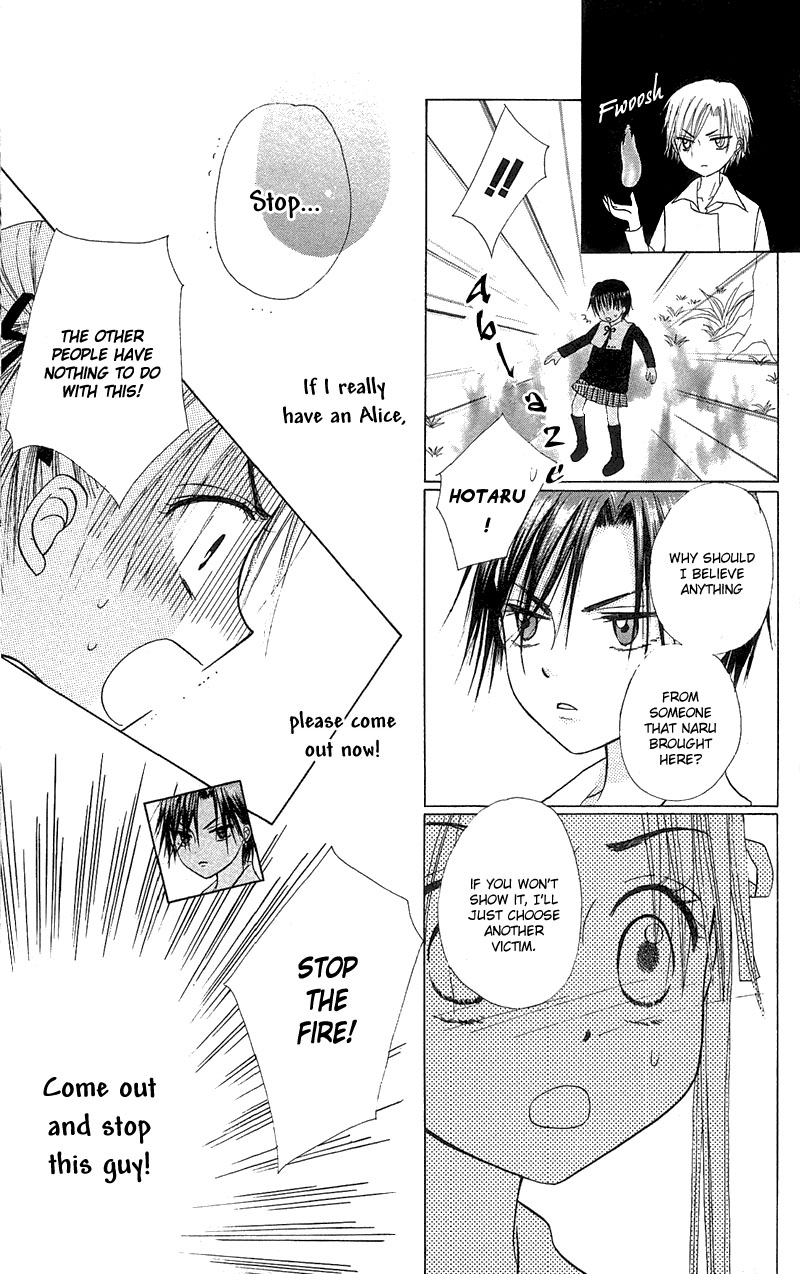 Fwoosh
!!
Ablaze
HOTARU
!
WHY SHOULD
I BELIEVE
ANYTHING
FROM
SOMEONE
THAT NARU
BROUGHT
HERE?
IF YOU WON'T
SHOW IT, I'LL
JUST CHOOSE
ANOTHER
VICTIM.
Stop...
THE OTHER
PEOPLE HAVE
NOTHING TO DO
WITH THIS!
If I really
have an Alice,
please come
out now!
STOP
THE
FIRE!
Come out
and stop
this guy!